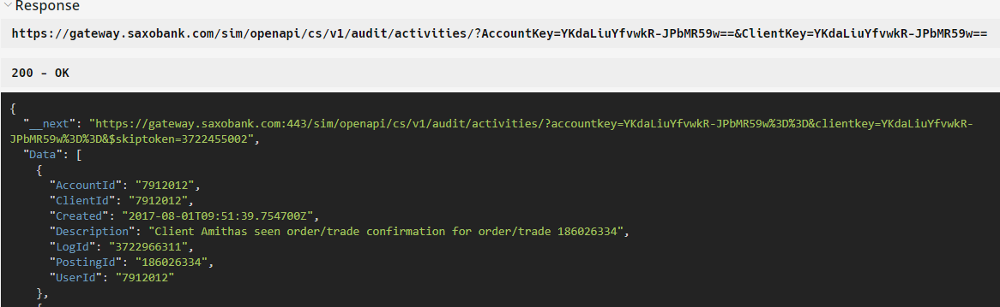 Response
https://gateway.saxobank.com/sim/openapi/cs/v1/audit/activities/?AccountKey=YKdaLiuYfvwkR-JPbMR59w==&ClientKey=YKdaLiuYfvwkR-JPbMR59w==
200 - OK
{
"__next": "https://gateway.saxobank.com:443/sim/openapi/cs/v1/audit/activities/?accountkey=YKdaLiuYfvwkR-JPbMR59w%3D%3D&clientkey=YKdaLiuYfvwkR-
JPbMR59w%3D%3D&$skiptoken=3722455002",
"Data": [
{
"AccountId": "7912012",
"ClientId": "7912012",
"Created": "2017-08-01T09:51:39.754700Z",
"Description": "Client Amithas seen order/trade confirmation for order/trade 186026334",
"LogId": "3722966311",
"PostingId": "186026334",
"UserId": "7912012"
},